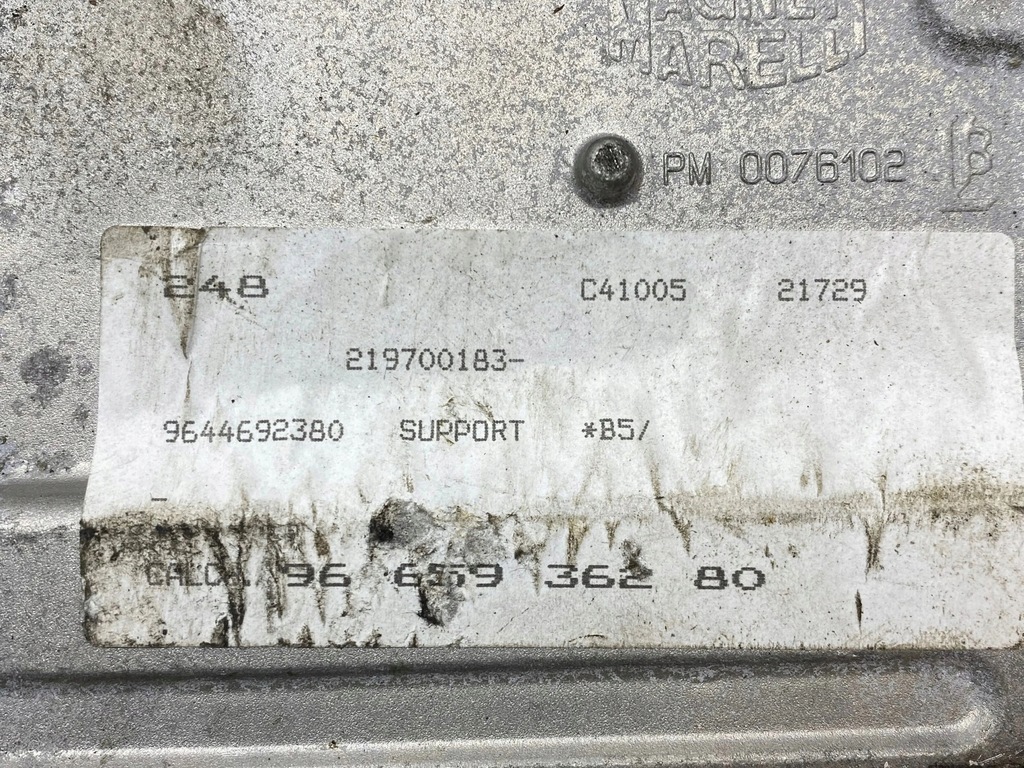 MARELLI
PM 0076102
248 C41005 21729
219700183-
9644692380 SUPPORT *B5/
-
96 659 362 80